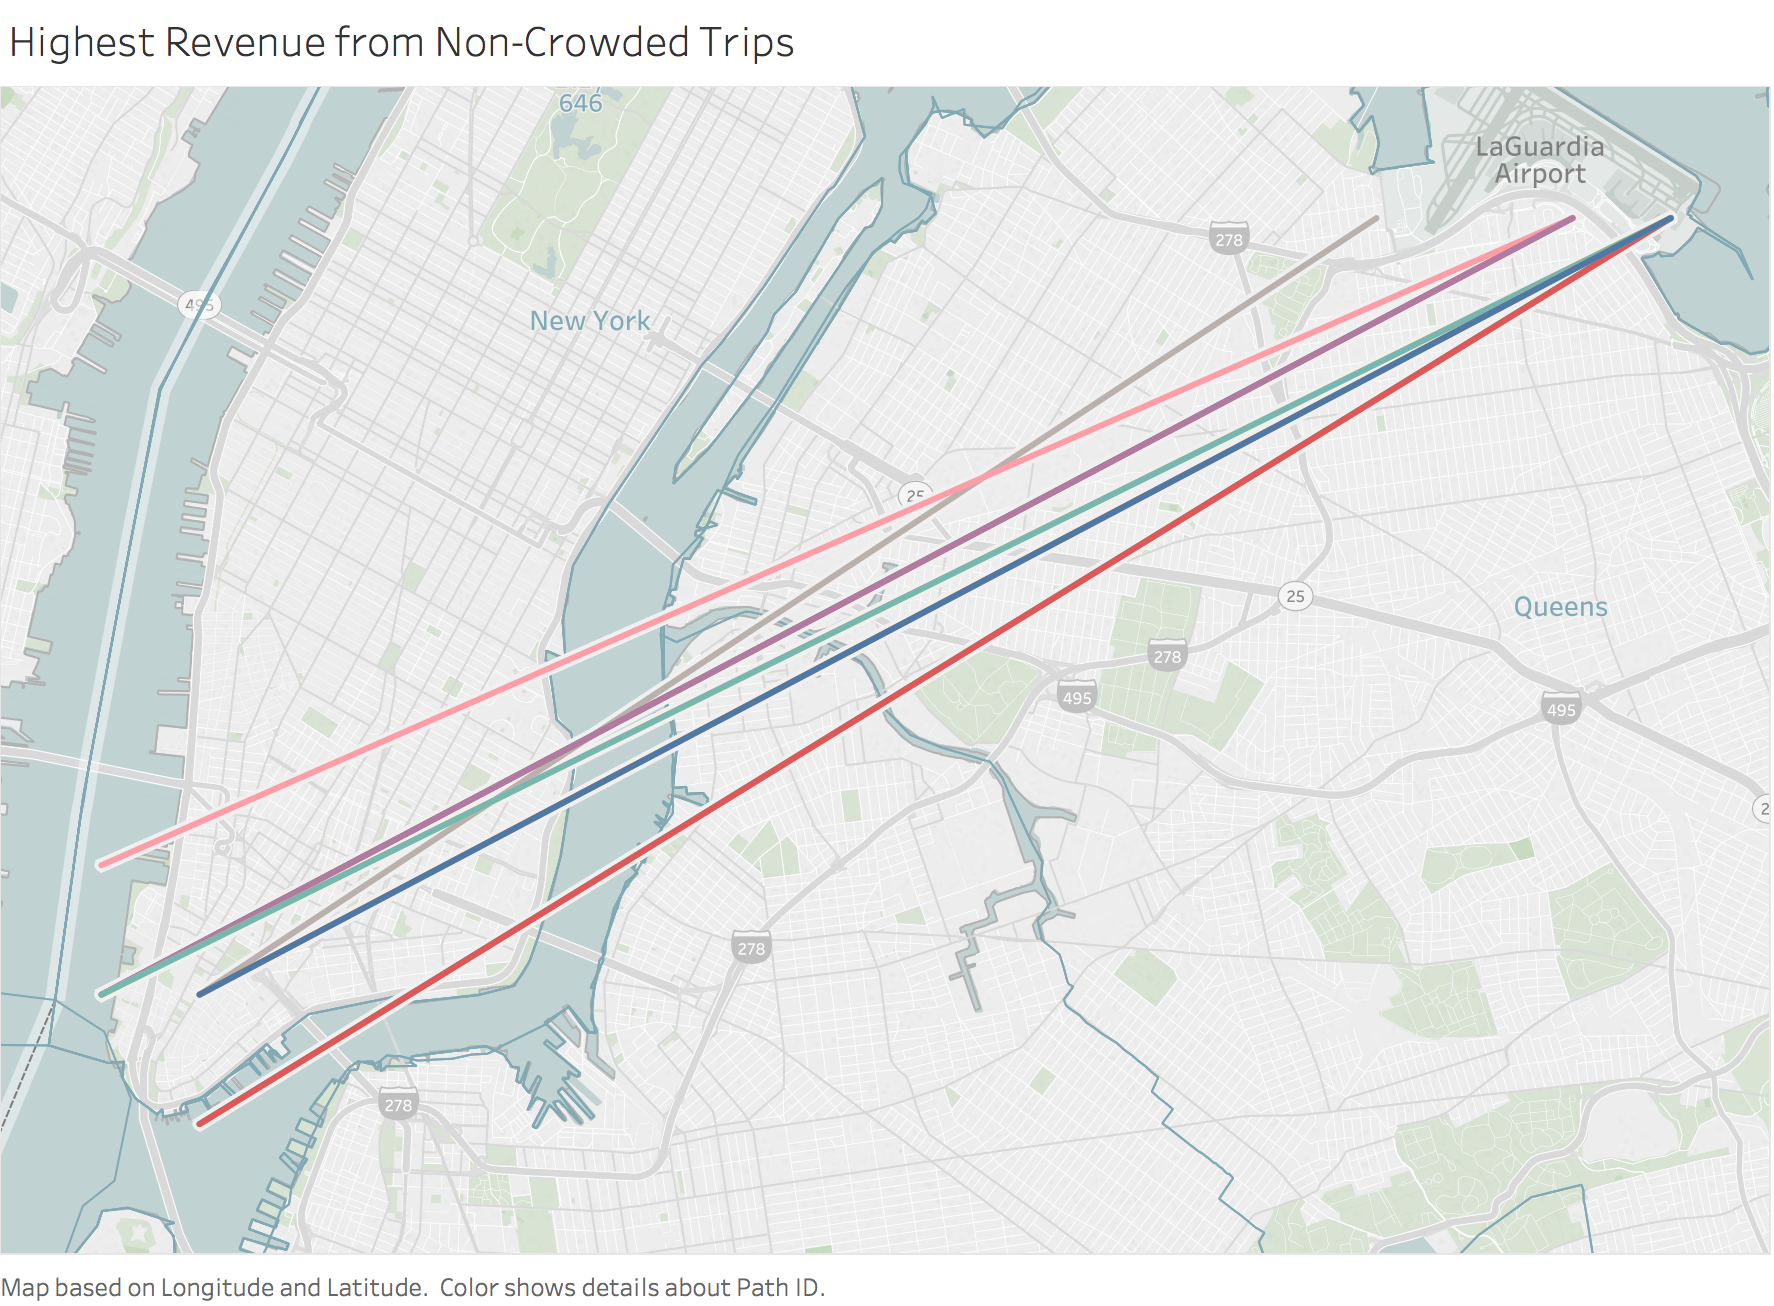 Highest Revenue from Non-Crowded Trips
646
LaGuardia
Airport
278
495
New York
25
25
Queens
278
495
495
278
278
Map based on Longitude and Latitude.  Color shows details about Path ID.